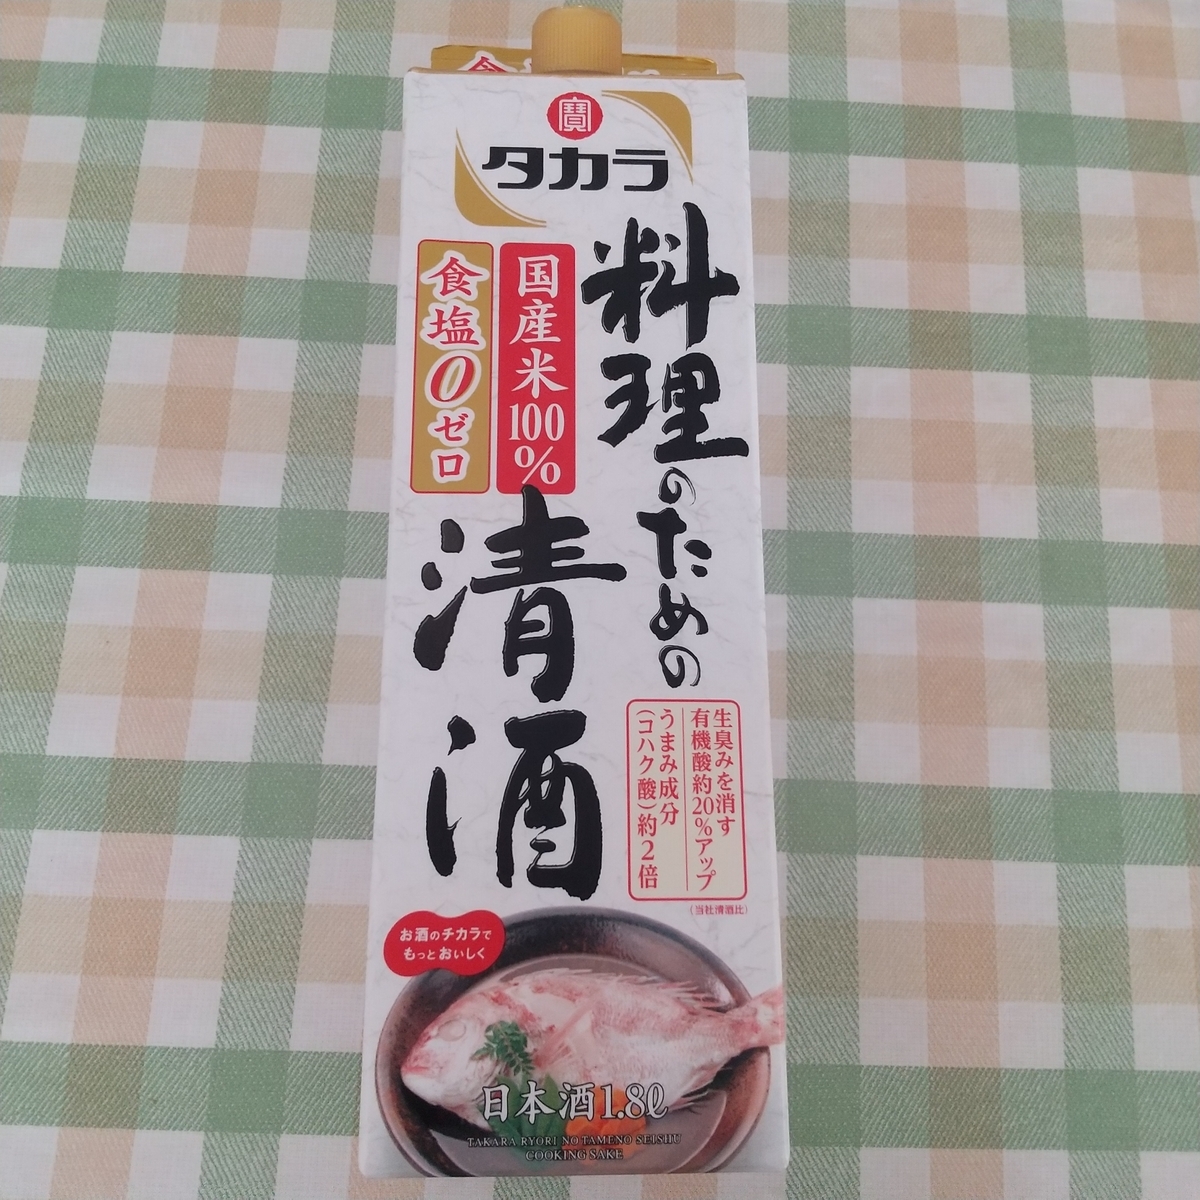 寶
タカラ
料理のための
清酒
国産米100%
食塩0ゼロ
生臭みを消す
有機酸約20%アップ
うまみ成分
(コハク酸)約2倍
(当社清酒比)
お酒のチカラで
もっとおいしく
日本酒1.8ℓ
TAKARA RYORI NO TAMENO SEISHU
COOKING SAKE